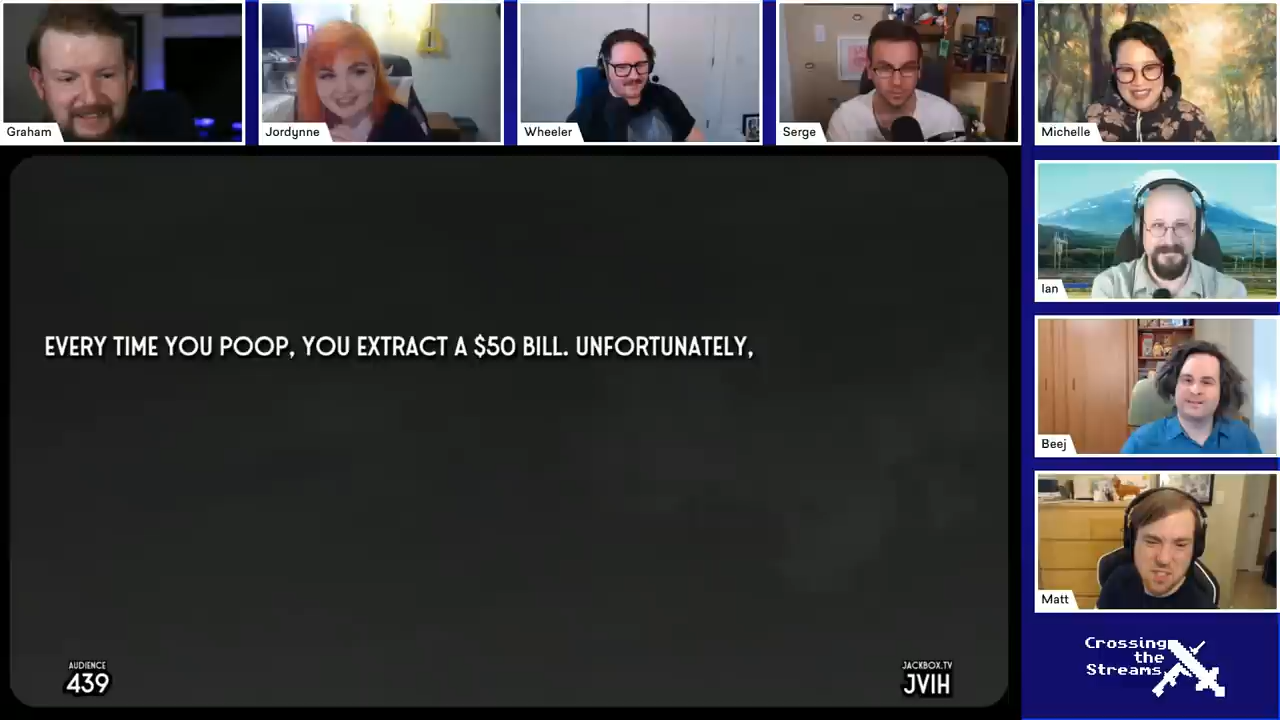 Graham
Jordynne
Wheeler
Serge
Michelle
Ian
Beej
Matt
EVERY TIME YOU POOP, YOU EXTRACT A $50 BILL. UNFORTUNATELY,
AUDIENCE
439
JACKBOX.TV
JVIH
Crossing
the
Streams